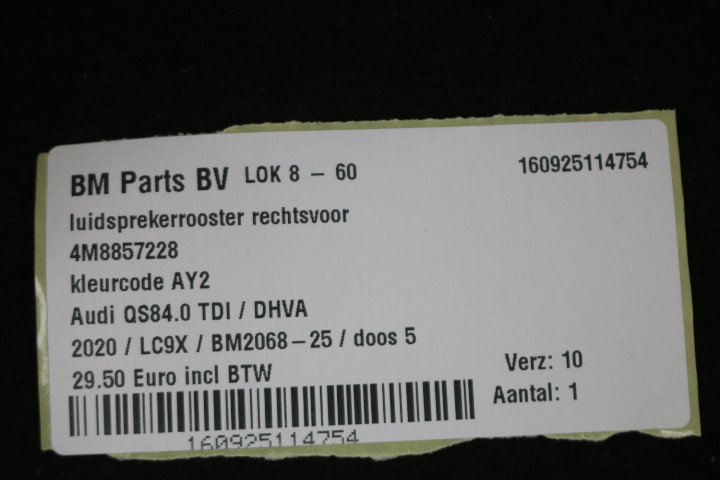 BM Parts BV LOK 8 - 60 160925114754
luidsprekerrooster rechtsvoor
4M8857228
kleurcode AY2
Audi QS84.0 TDI / DHVA
2020 / LC9X / BM2068-25 / doos 5
29.50 Euro incl BTW Verz: 10
Aantal: 1
160925114754